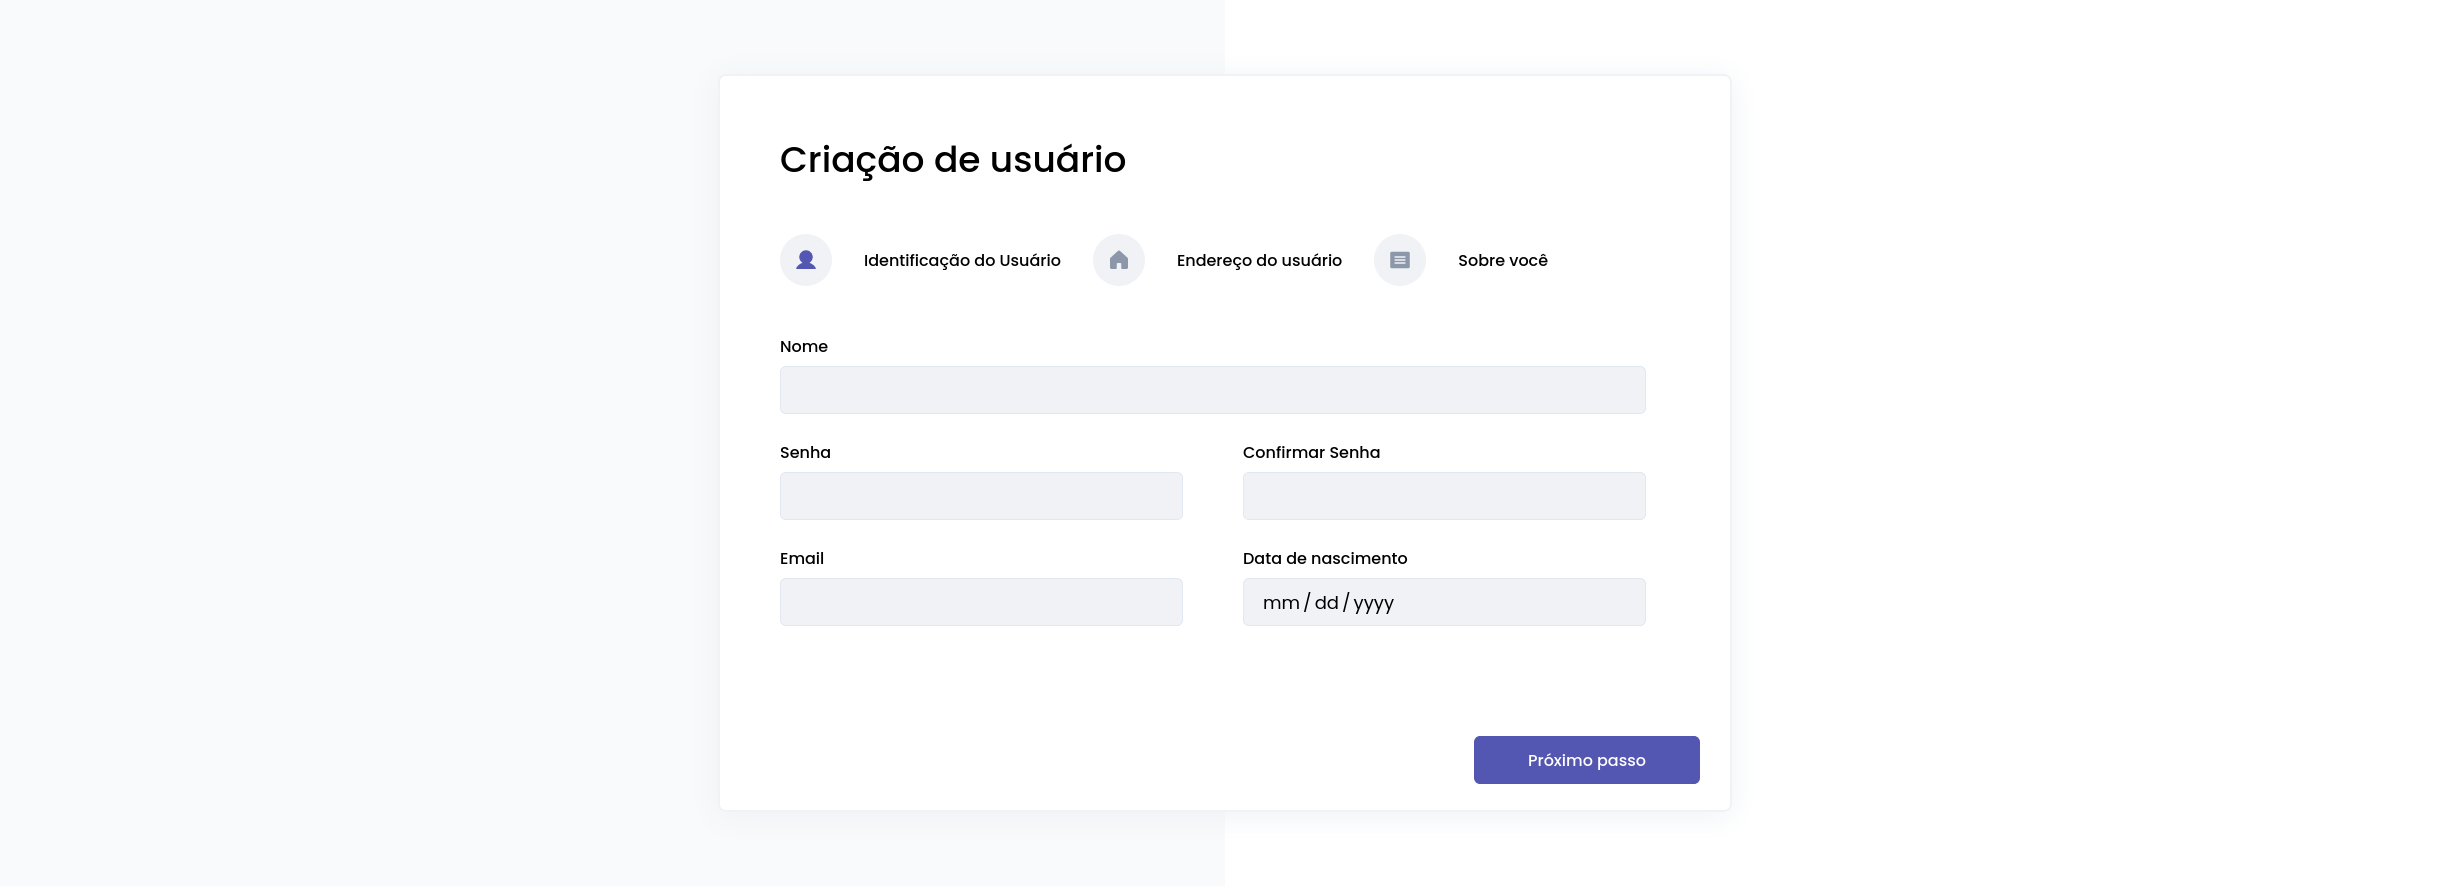 Criação de usuário
Identificação do Usuário
Endereço do usuário
Sobre você
Nome
Senha
Confirmar Senha
Email
Data de nascimento
mm/dd/yyyy
Próximo passo